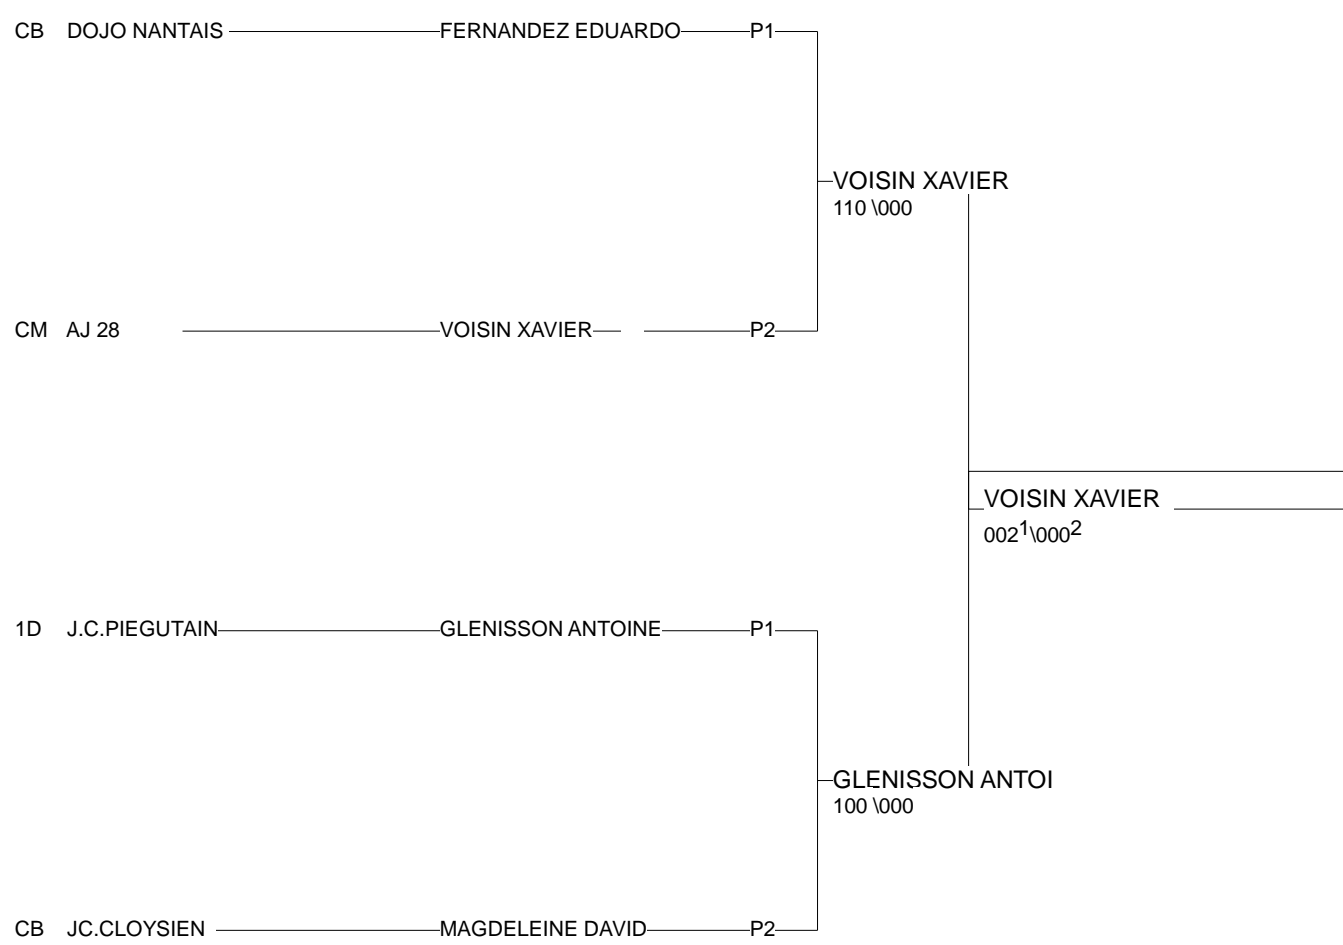 CB DOJO NANTAIS FERNANDEZ EDUARDO P1
VOISIN XAVIER
110 \000
CM AJ 28 VOISIN XAVIER P2
VOISIN XAVIER
002¹\000²
1D J.C.PIEGUTAIN GLENISSON ANTOINE P1
GLENISSON ANTOI
100 \000
CB JC.CLOYSIEN MAGDELEINE DAVID P2